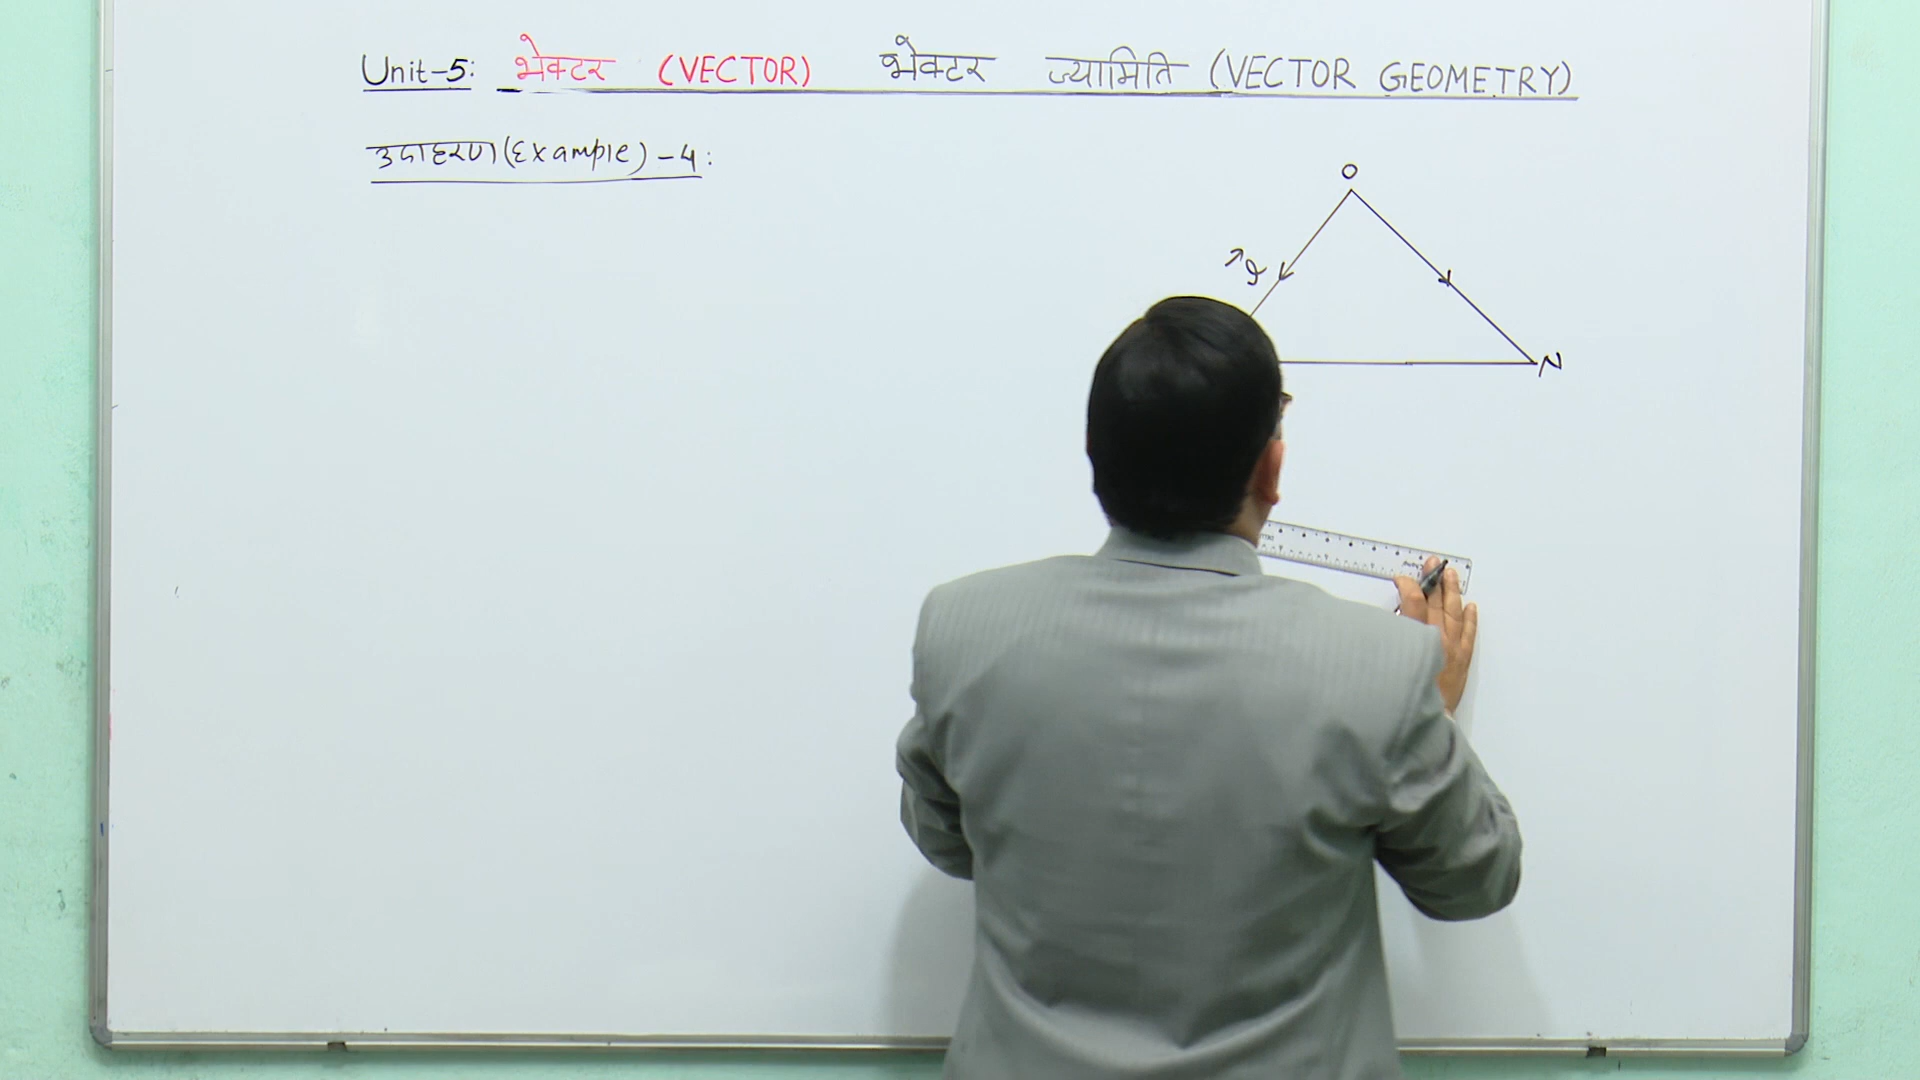 Unit-5: भेक्टर (VECTOR) भेक्टर ज्यामिति (VECTOR GEOMETRY)
उदाहरण (Example) - 4:
O
N